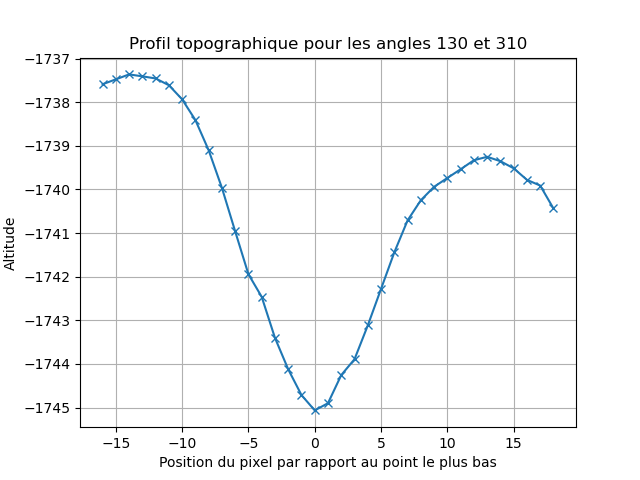 Profil topographique pour les angles 130 et 310
Altitude
−1737
−1738
−1739
−1740
−1741
−1742
−1743
−1744
−1745
−15 −10 −5 0 5 10 15
Position du pixel par rapport au point le plus bas